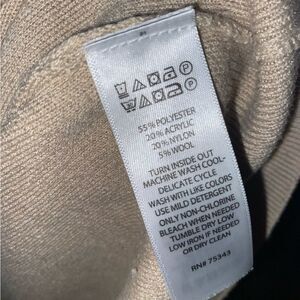 55% POLYESTER
20% ACRYLIC
20% NYLON
5% WOOL
TURN INSIDE OUT
MACHINE WASH COOL-
DELICATE CYCLE
WASH WITH LIKE COLORS
USE MILD DETERGENT
ONLY NON-CHLORINE
BLEACH WHEN NEEDED
TUMBLE DRY LOW
LOW IRON IF NEEDED
OR DRY CLEAN
RN# 75343